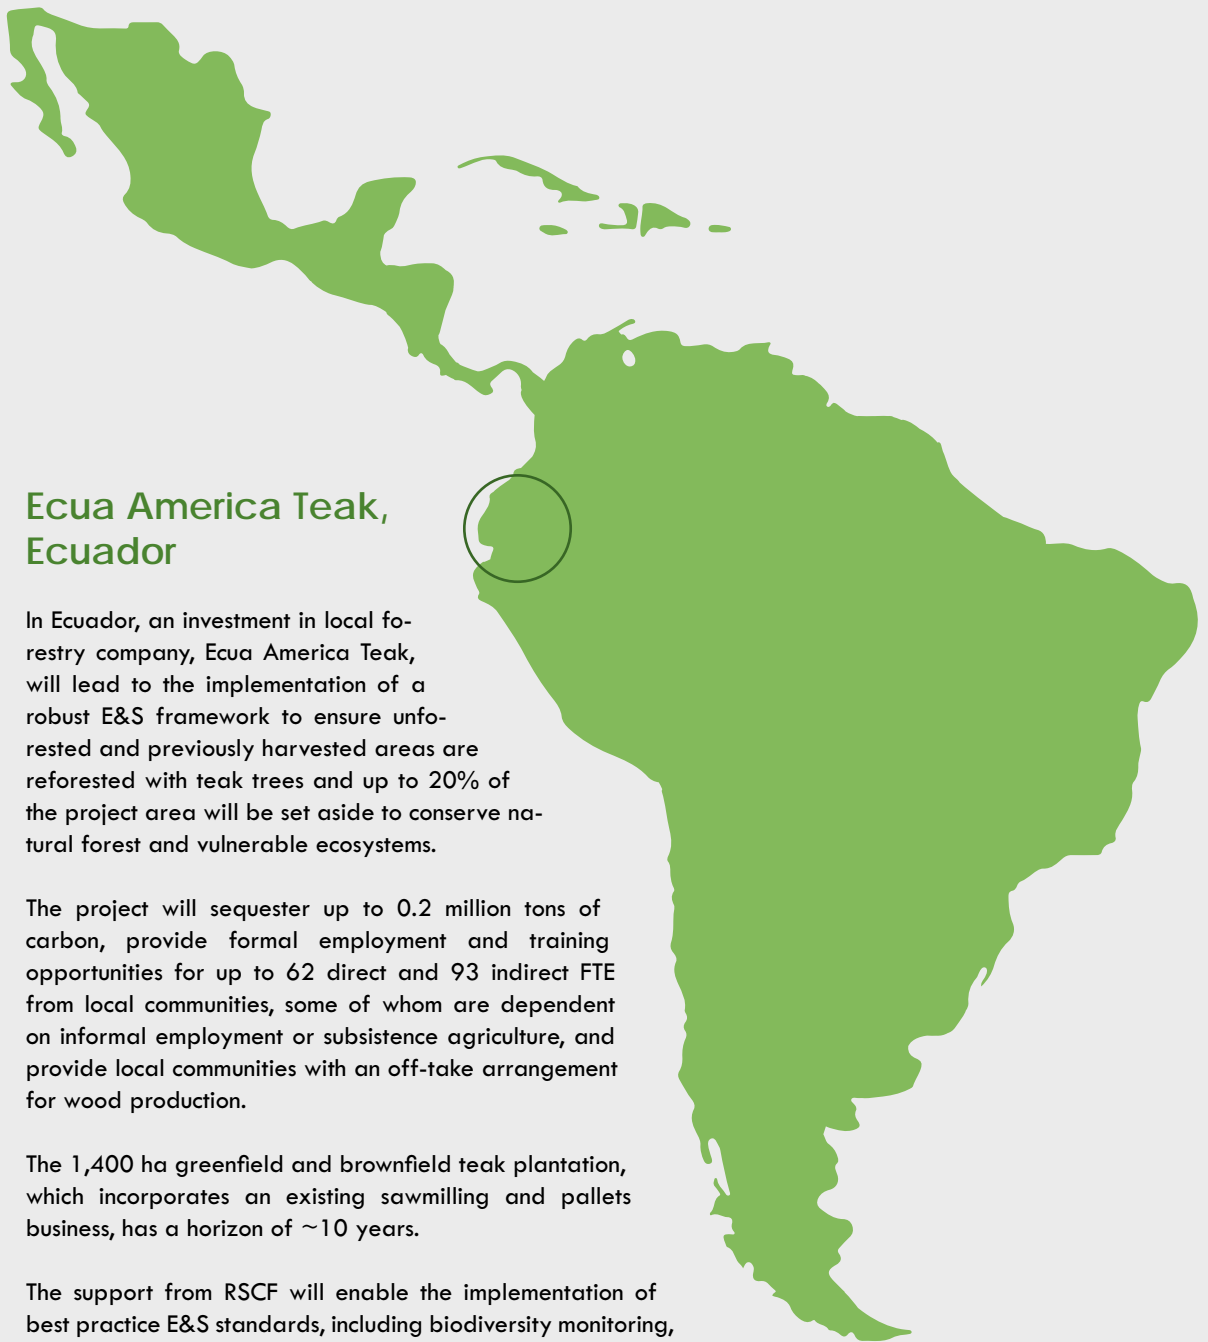 Ecua America Teak,
Ecuador
In Ecuador, an investment in local fo-
restry company, Ecua America Teak,
will lead to the implementation of a
robust E&S framework to ensure unfo-
rested and previously harvested areas are
reforested with teak trees and up to 20% of
the project area will be set aside to conserve na-
tural forest and vulnerable ecosystems.
The project will sequester up to 0.2 million tons of
carbon, provide formal employment and training
opportunities for up to 62 direct and 93 indirect FTE
from local communities, some of whom are dependent
on informal employment or subsistence agriculture, and
provide local communities with an off-take arrangement
for wood production.
The 1,400 ha greenfield and brownfield teak plantation,
which incorporates an existing sawmilling and pallets
business, has a horizon of ~10 years.
The support from RSCF will enable the implementation of
best practice E&S standards, including biodiversity monitoring,